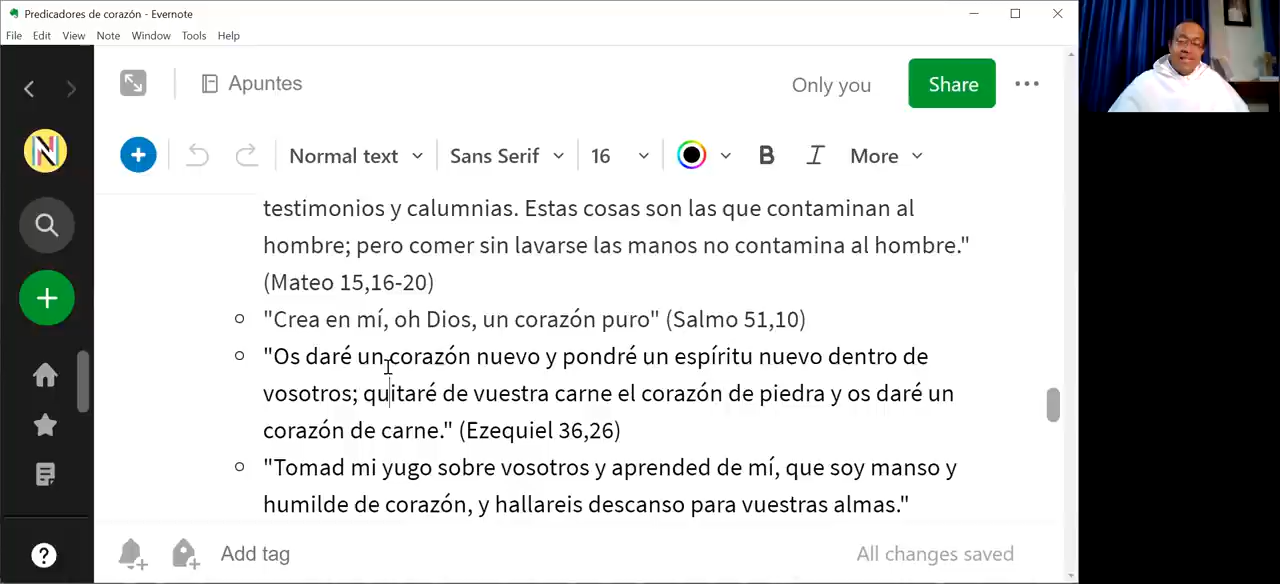 Predicadores de corazón - Evernote
File Edit View Note Window Tools Help
Apuntes
Only you
Share
Normal text
Sans Serif
16
B
I
More
testimonios y calumnias. Estas cosas son las que contaminan al
hombre; pero comer sin lavarse las manos no contamina al hombre."
(Mateo 15,16-20)
"Crea en mí, oh Dios, un corazón puro" (Salmo 51,10)
"Os daré un corazón nuevo y pondré un espíritu nuevo dentro de
vosotros; quitaré de vuestra carne el corazón de piedra y os daré un
corazón de carne." (Ezequiel 36,26)
"Tomad mi yugo sobre vosotros y aprended de mí, que soy manso y
humilde de corazón, y hallareis descanso para vuestras almas."
Add tag
All changes saved